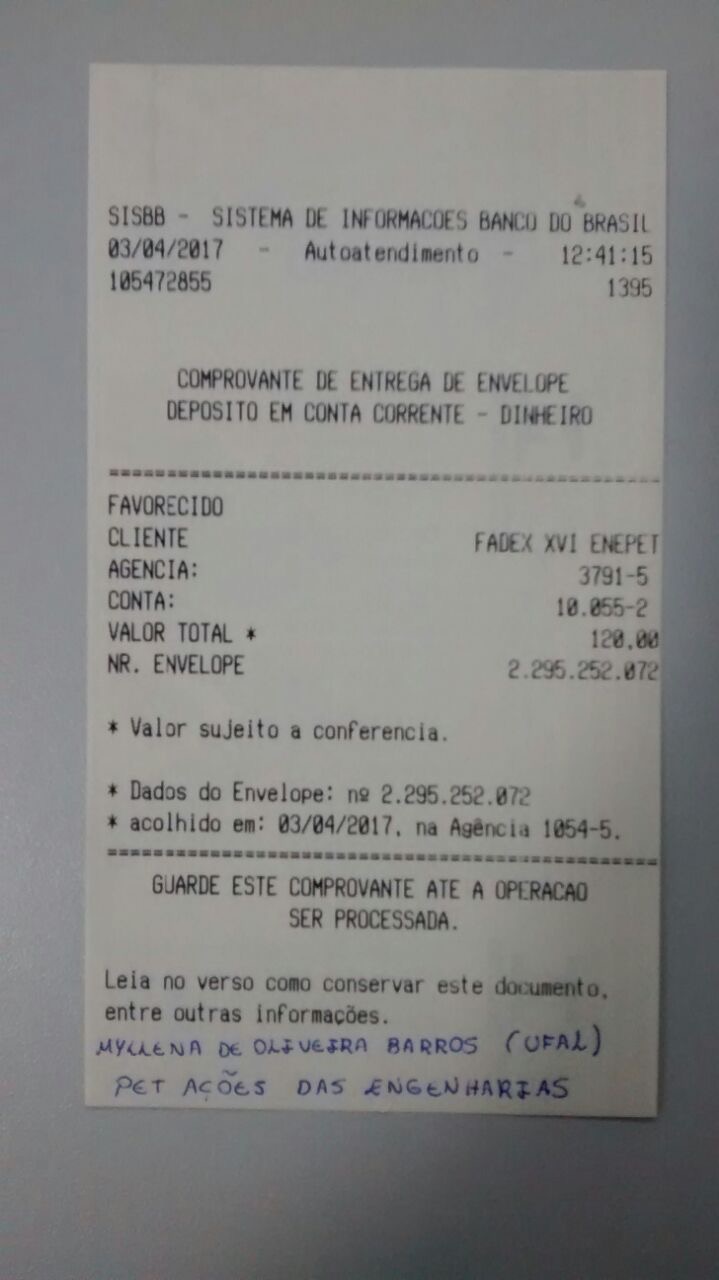 SISBB - SISTEMA DE INFORMACOES BANCO DO BRASIL
03/04/2017 - Autoatendimento - 12:41:15
105472855 1395
COMPROVANTE DE ENTREGA DE ENVELOPE
DEPOSITO EM CONTA CORRENTE - DINHEIRO
================================================
FAVORECIDO
CLIENTE FADEX XVI ENEPET
AGENCIA: 3791-5
CONTA: 10.055-2
VALOR TOTAL * 120,00
NR. ENVELOPE 2.295.252.072
* Valor sujeito a conferencia.
* Dados do Envelope: nº 2.295.252.072
* acolhido em: 03/04/2017, na Agência 1054-5.
================================================
GUARDE ESTE COMPROVANTE ATE A OPERACAO
SER PROCESSADA.
Leia no verso como conservar este documento,
entre outras informações.
MYLLENA DE OLIVEIRA BARROS (UFAL)
PET AÇÕES DAS ENGENHARIAS